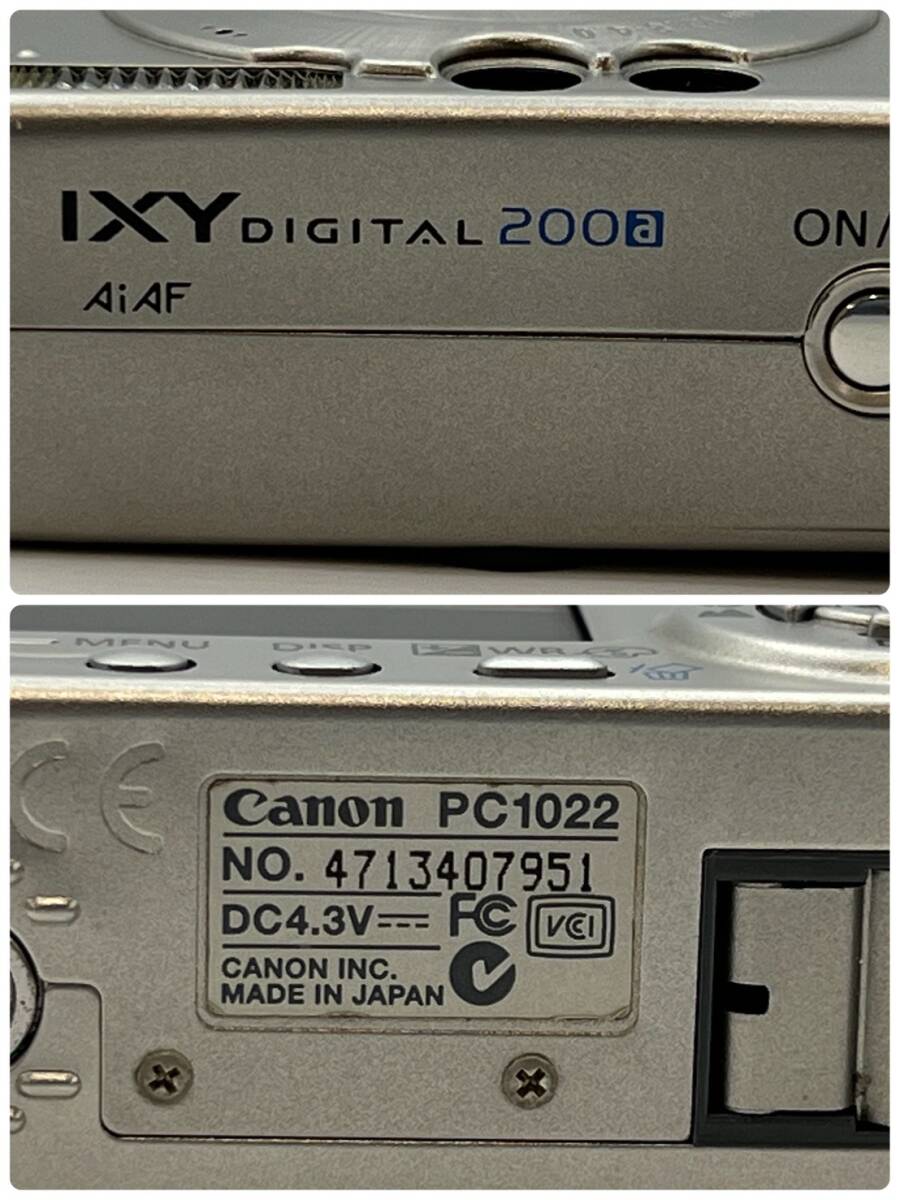 IXY DIGITAL 200a
ON/
AiAF
MENU DISP WB
Canon PC1022
NO. 4713407951
DC4.3V FC VCI
CANON INC.
MADE IN JAPAN